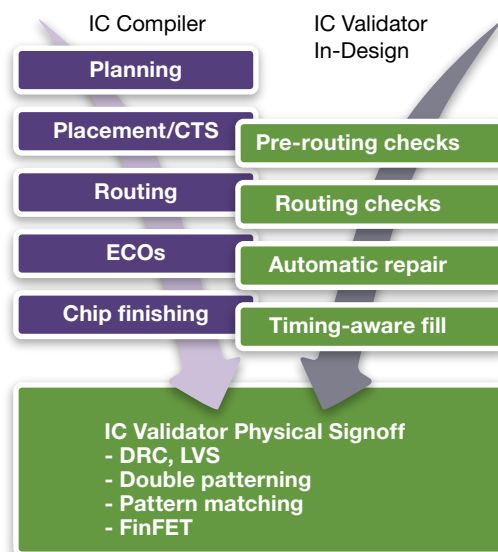 IC Compiler
IC Validator
In-Design
Planning
Placement/CTS
Pre-routing checks
Routing
Routing checks
ECOs
Automatic repair
Chip finishing
Timing-aware fill
IC Validator Physical Signoff
- DRC, LVS
- Double patterning
- Pattern matching
- FinFET